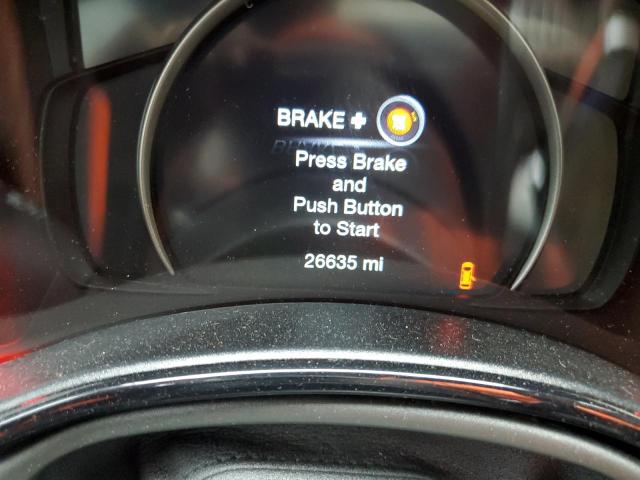 BRAKE +
Press Brake
and
Push Button
to Start
26635 mi